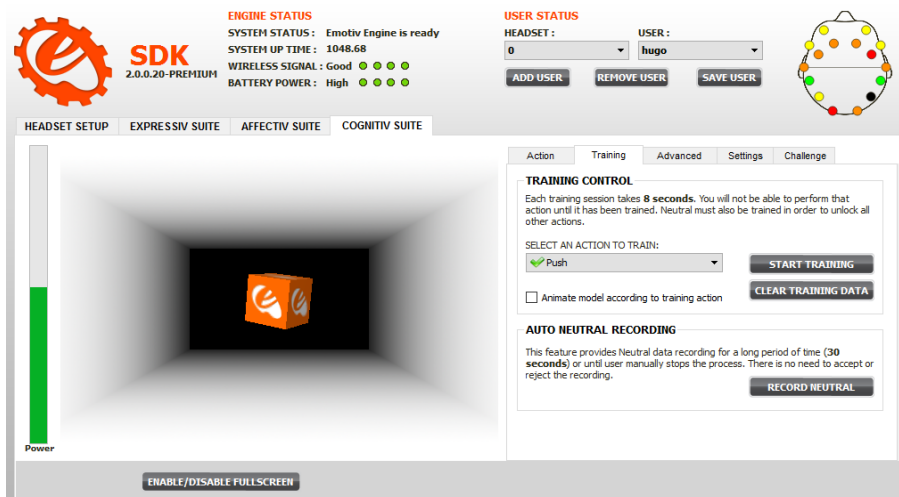 ENGINE STATUS
SYSTEM STATUS : Emotiv Engine is ready
SYSTEM UP TIME : 1048.68
WIRELESS SIGNAL : Good
BATTERY POWER : High
SDK
2.0.0.20-PREMIUM
USER STATUS
HEADSET : USER :
0 hugo
ADD USER REMOVE USER SAVE USER
HEADSET SETUP EXPRESSIV SUITE AFFECTIV SUITE COGNITIV SUITE
Action Training Advanced Settings Challenge
TRAINING CONTROL
Each training session takes 8 seconds. You will not be able to perform that
action until it has been trained. Neutral must also be trained in order to unlock all
other actions.
SELECT AN ACTION TO TRAIN:
Push START TRAINING
Animate model according to training action CLEAR TRAINING DATA
AUTO NEUTRAL RECORDING
This feature provides Neutral data recording for a long period of time (30
seconds) or until user manually stops the process. There is no need to accept or
reject the recording.
RECORD NEUTRAL
Power
ENABLE/DISABLE FULLSCREEN